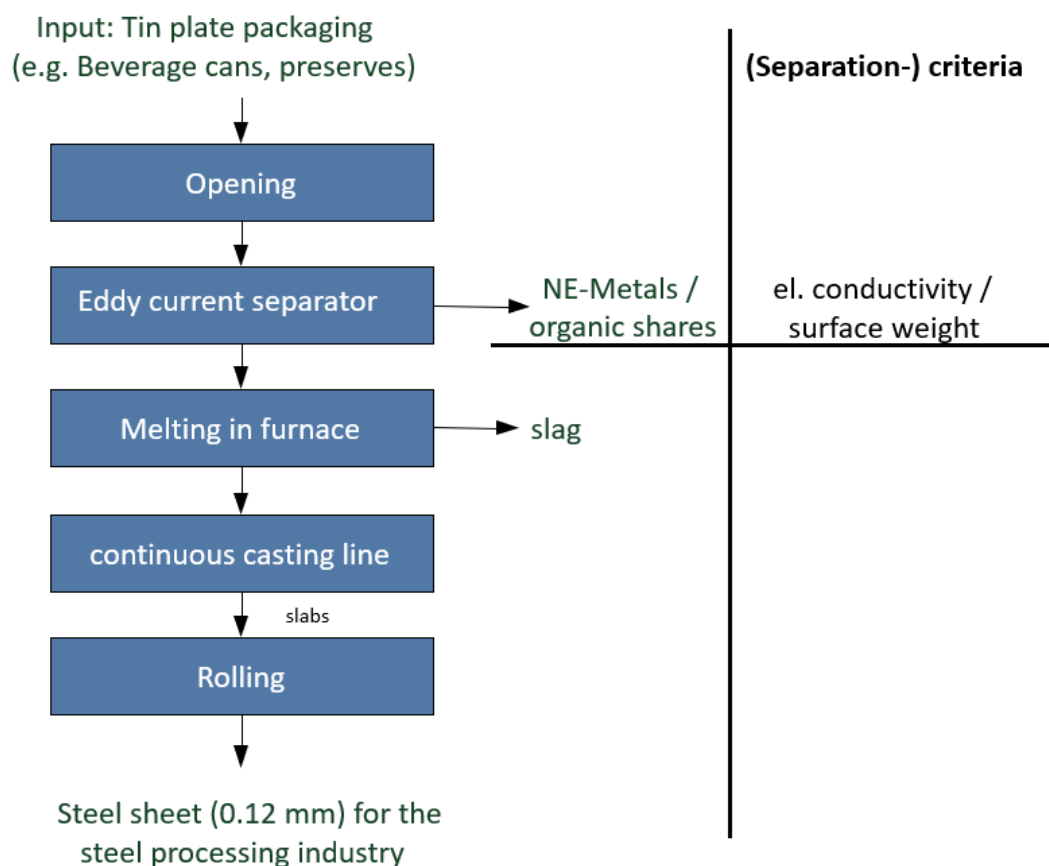 Input: Tin plate packaging
(e.g. Beverage cans, preserves)
(Separation-) criteria
Opening
Eddy current separator
NE-Metals /
organic shares
el. conductivity /
surface weight
Melting in furnace
slag
continuous casting line
slabs
Rolling
Steel sheet (0.12 mm) for the
steel processing industry